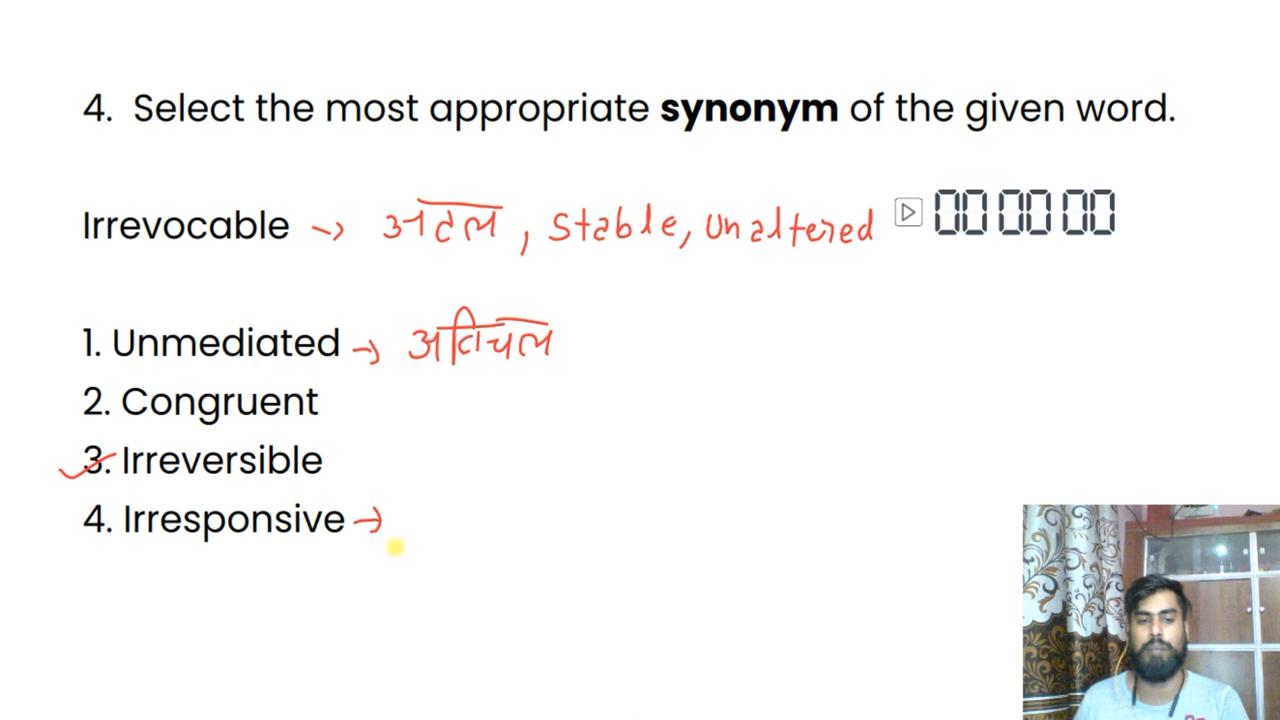 4. Select the most appropriate synonym of the given word.
Irrevocable → अटल, Stable, Unaltered 00 00 00
1. Unmediated → अविचल
2. Congruent
3. Irreversible
4. Irresponsive →